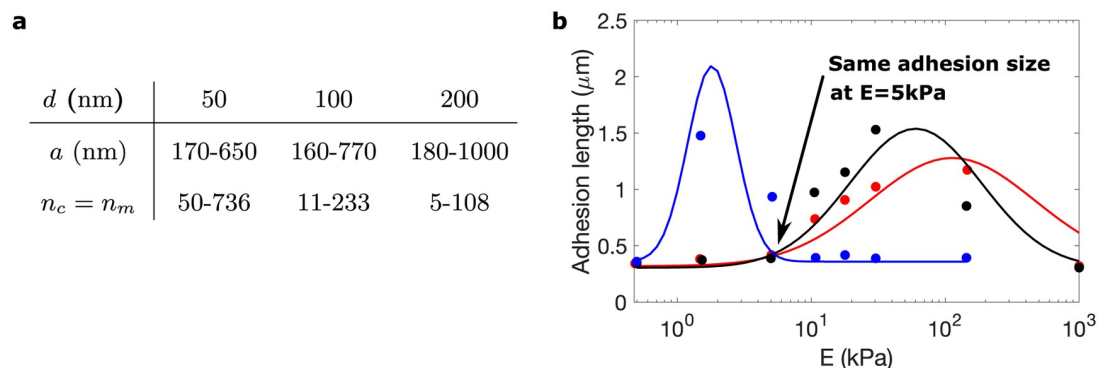 a
d (nm) 50 100 200
a (nm) 170-650 160-770 180-1000
n_c = n_m 50-736 11-233 5-108
b
2.5
2
1.5
1
0.5
0
Adhesion length (μm)
Same adhesion size
at E=5kPa
10^0 10^1 10^2 10^3
E (kPa)